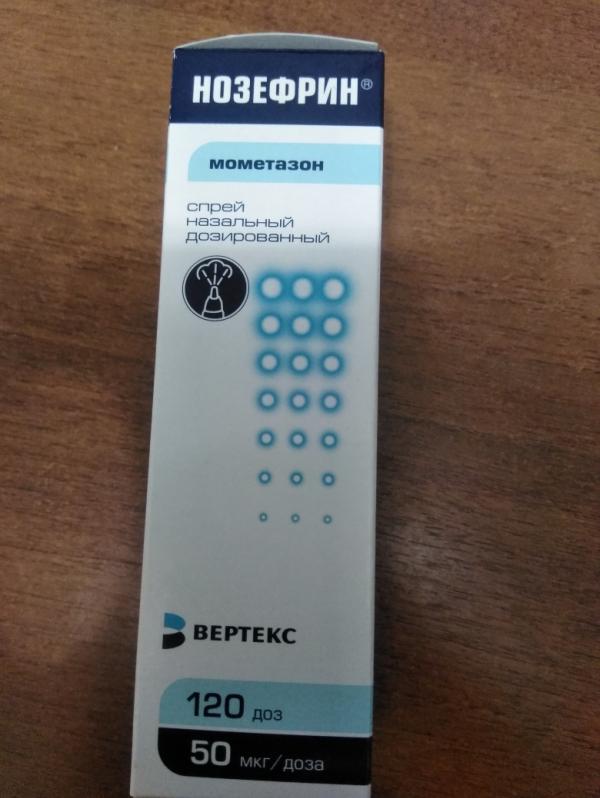 НОЗЕФРИН®
мометазон
спрей
назальный
дозированный
ВЕРТЕКС
120 доз
50 мкг/доза